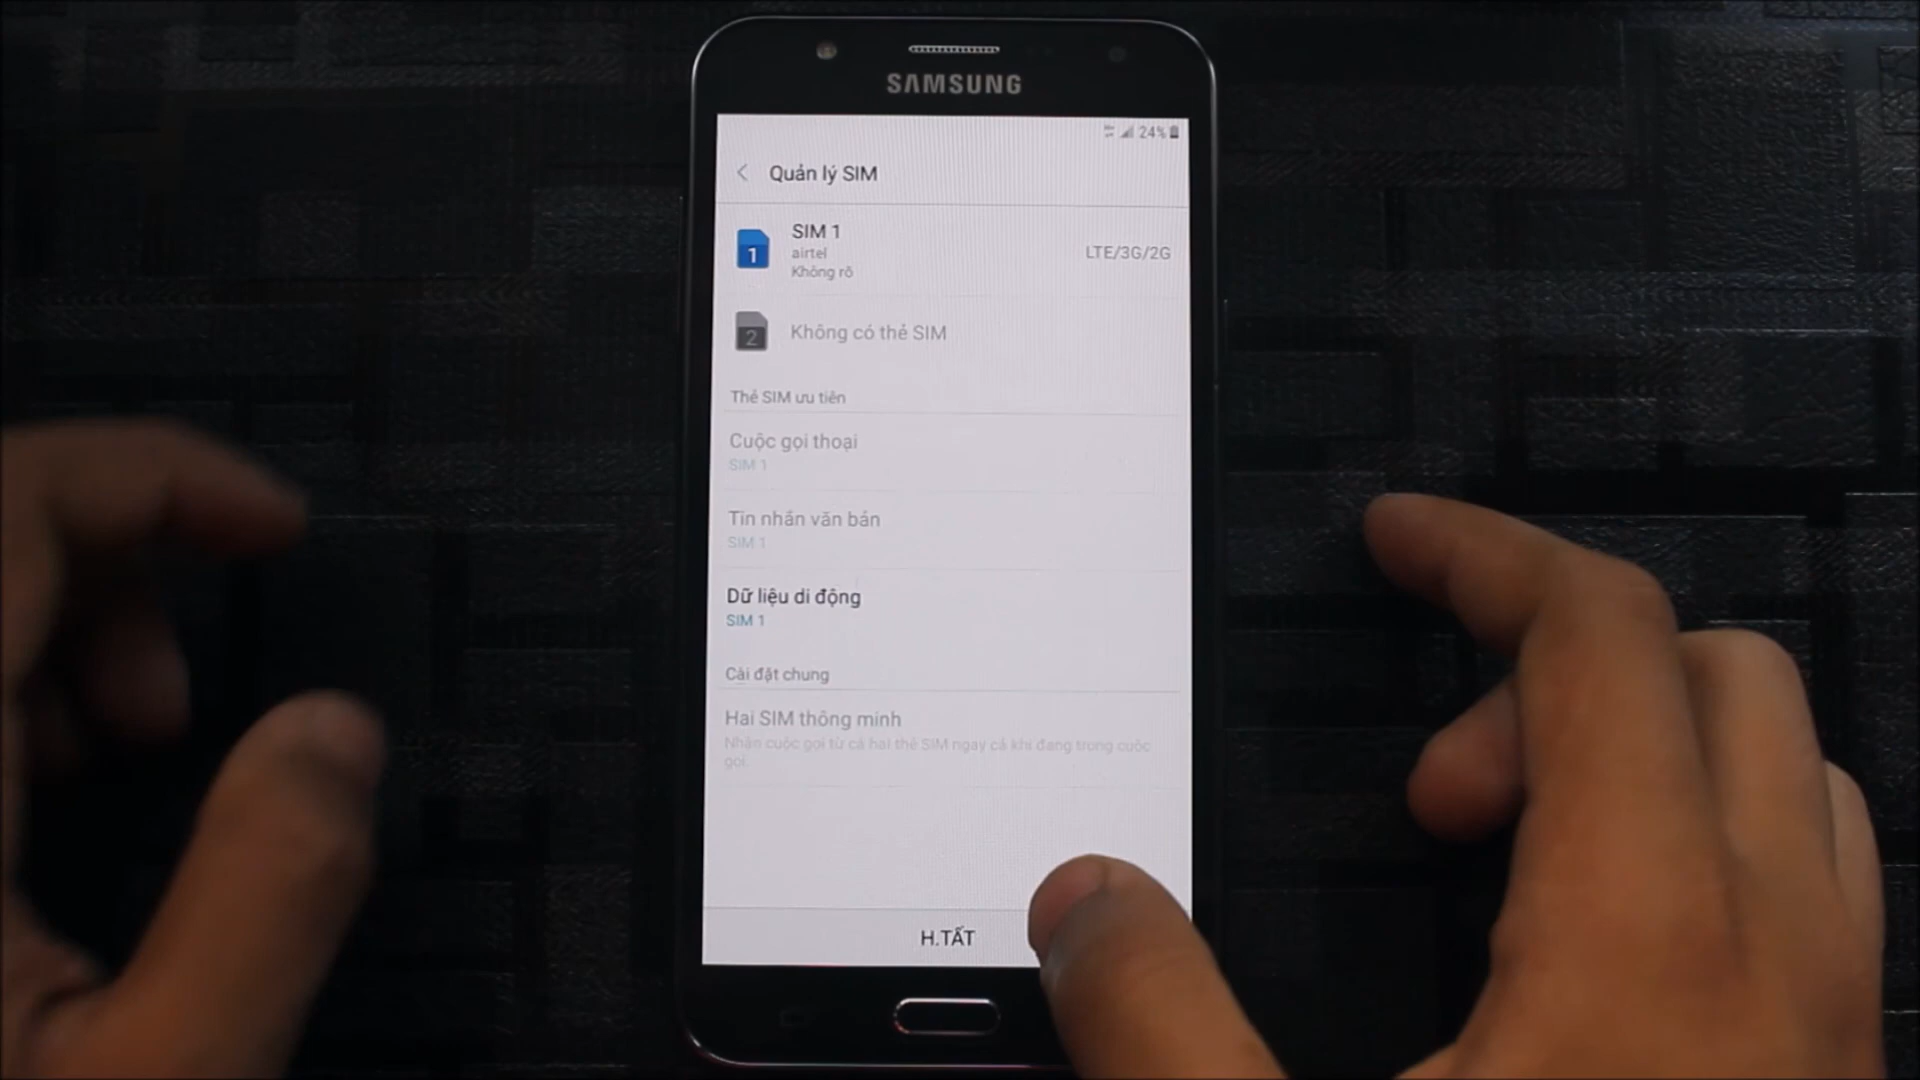 SAMSUNG
24%
Quản lý SIM
1
SIM 1
airtel
Không rõ
LTE/3G/2G
2
Không có thẻ SIM
Thẻ SIM ưu tiên
Cuộc gọi thoại
SIM 1
Tin nhắn văn bản
SIM 1
Dữ liệu di động
SIM 1
Cài đặt chung
Hai SIM thông minh
Nhận cuộc gọi từ cả hai thẻ SIM ngay cả khi đang trong cuộc
gọi.
H.TẤT